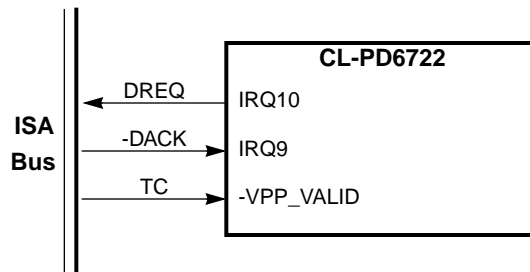 CL-PD6722
DREQ
IRQ10
ISA
Bus
-DACK
IRQ9
TC
-VPP_VALID